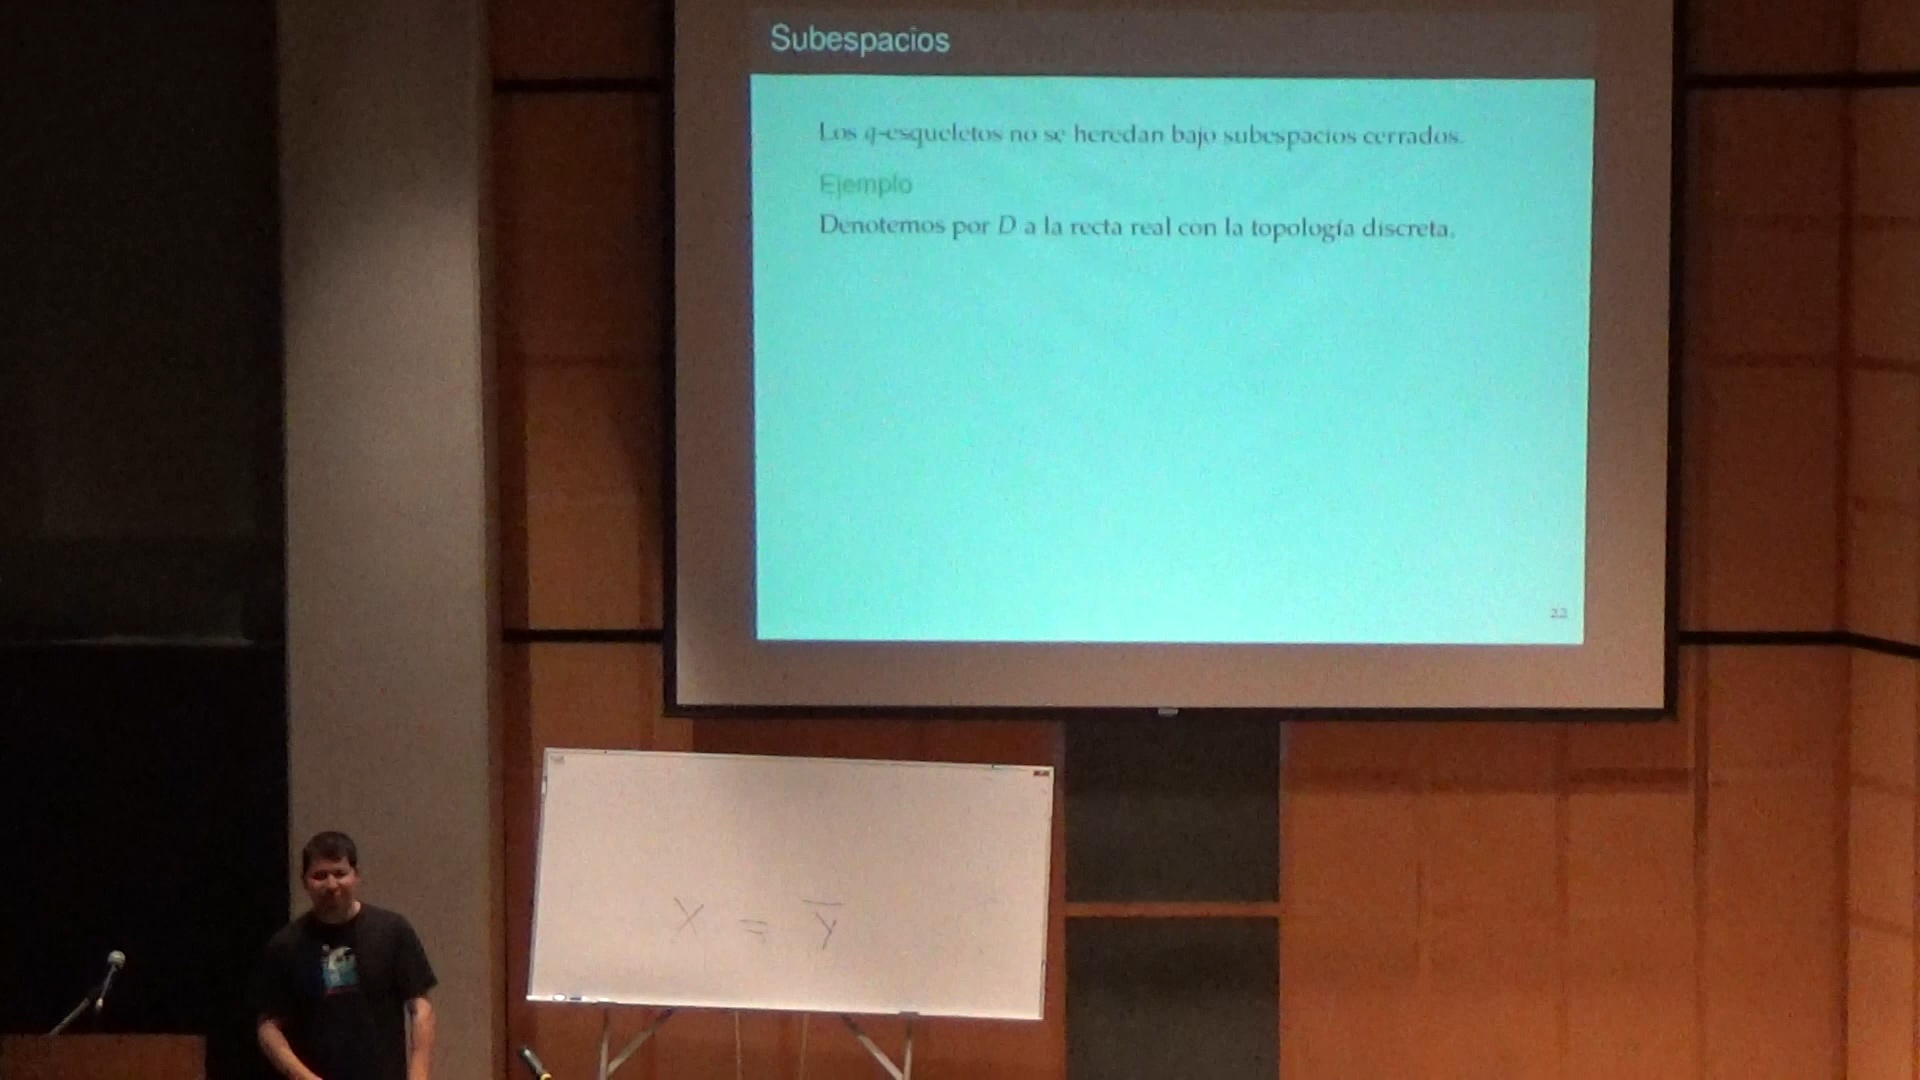 Subespacios
Los q-esqueletos no se heredan bajo subespacios cerrados.
Ejemplo
Denotemos por D a la recta real con la topología discreta.
22
X = Y̅